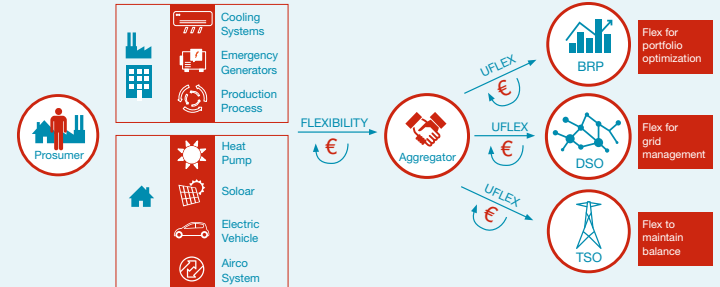 Prosumer
Cooling
Systems
Emergency
Generators
Production
Process
Heat
Pump
Soloar
Electric
Vehicle
Airco
System
FLEXIBILITY
€
Aggregator
UFLEX
€
BRP
Flex for
portfolio
optimization
UFLEX
€
DSO
Flex for
grid
management
UFLEX
€
TSO
Flex to
maintain
balance